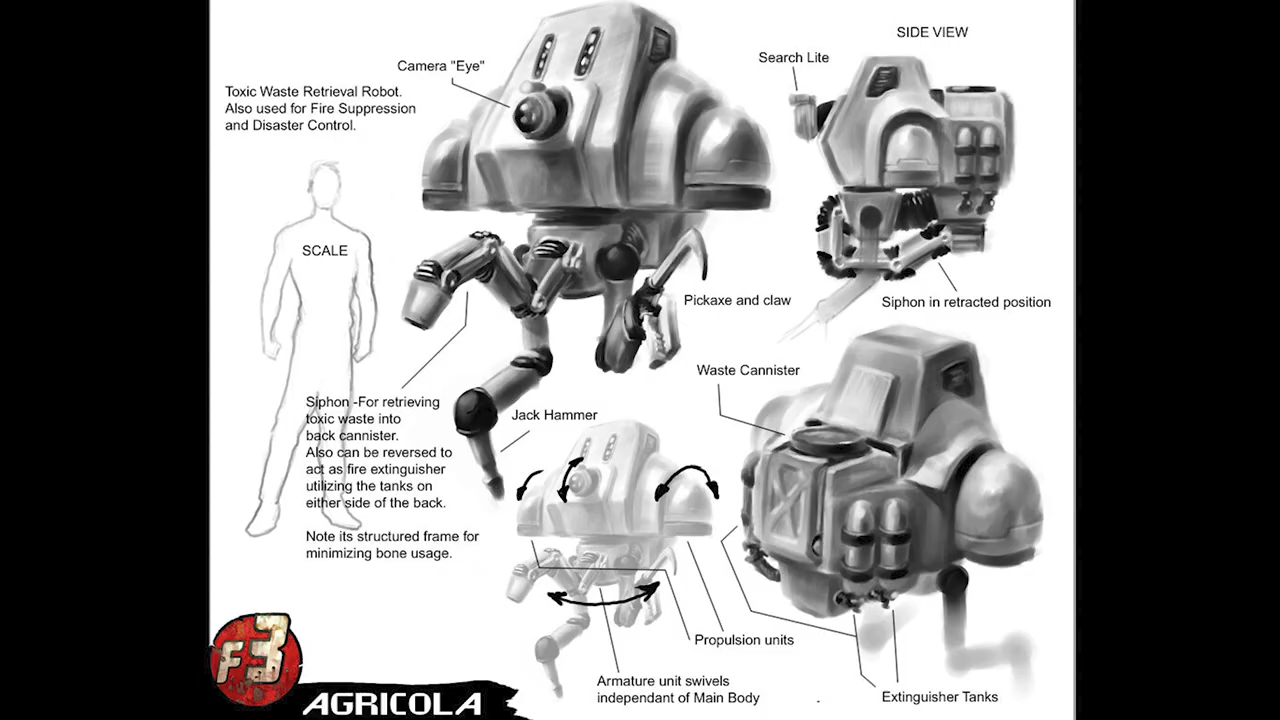 SIDE VIEW
Search Lite
Camera "Eye"
Toxic Waste Retrieval Robot.
Also used for Fire Suppression
and Disaster Control.
SCALE
Pickaxe and claw
Siphon in retracted position
Waste Cannister
Siphon -For retrieving
toxic waste into
back cannister.
Also can be reversed to
act as fire extinguisher
utilizing the tanks on
either side of the back.
Note its structured frame for
minimizing bone usage.
Jack Hammer
Propulsion units
Armature unit swivels
independant of Main Body
Extinguisher Tanks
F3
AGRICOLA